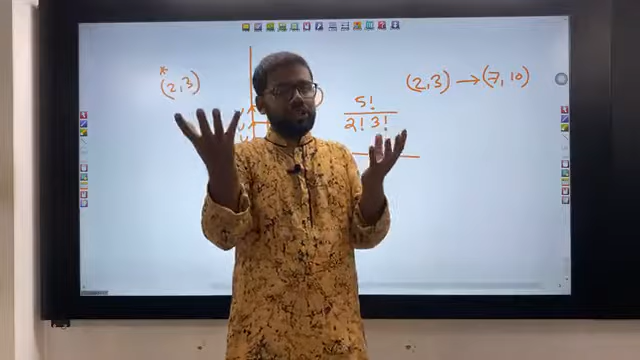 *
(2,3)
5!
2! 3!
(2,3) → (7, 10)